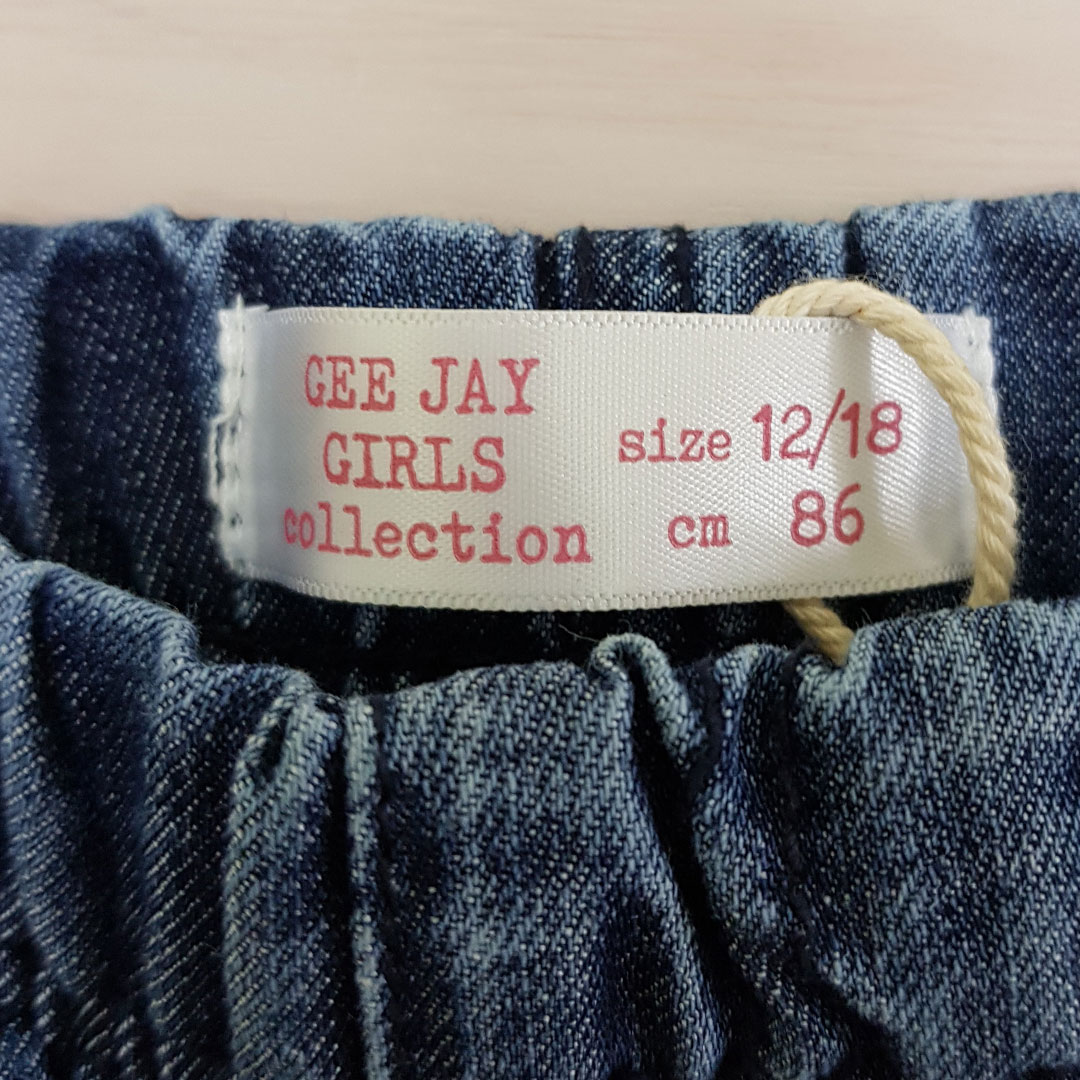 GEE JAY
GIRLS
collection
size 12/18
cm 86